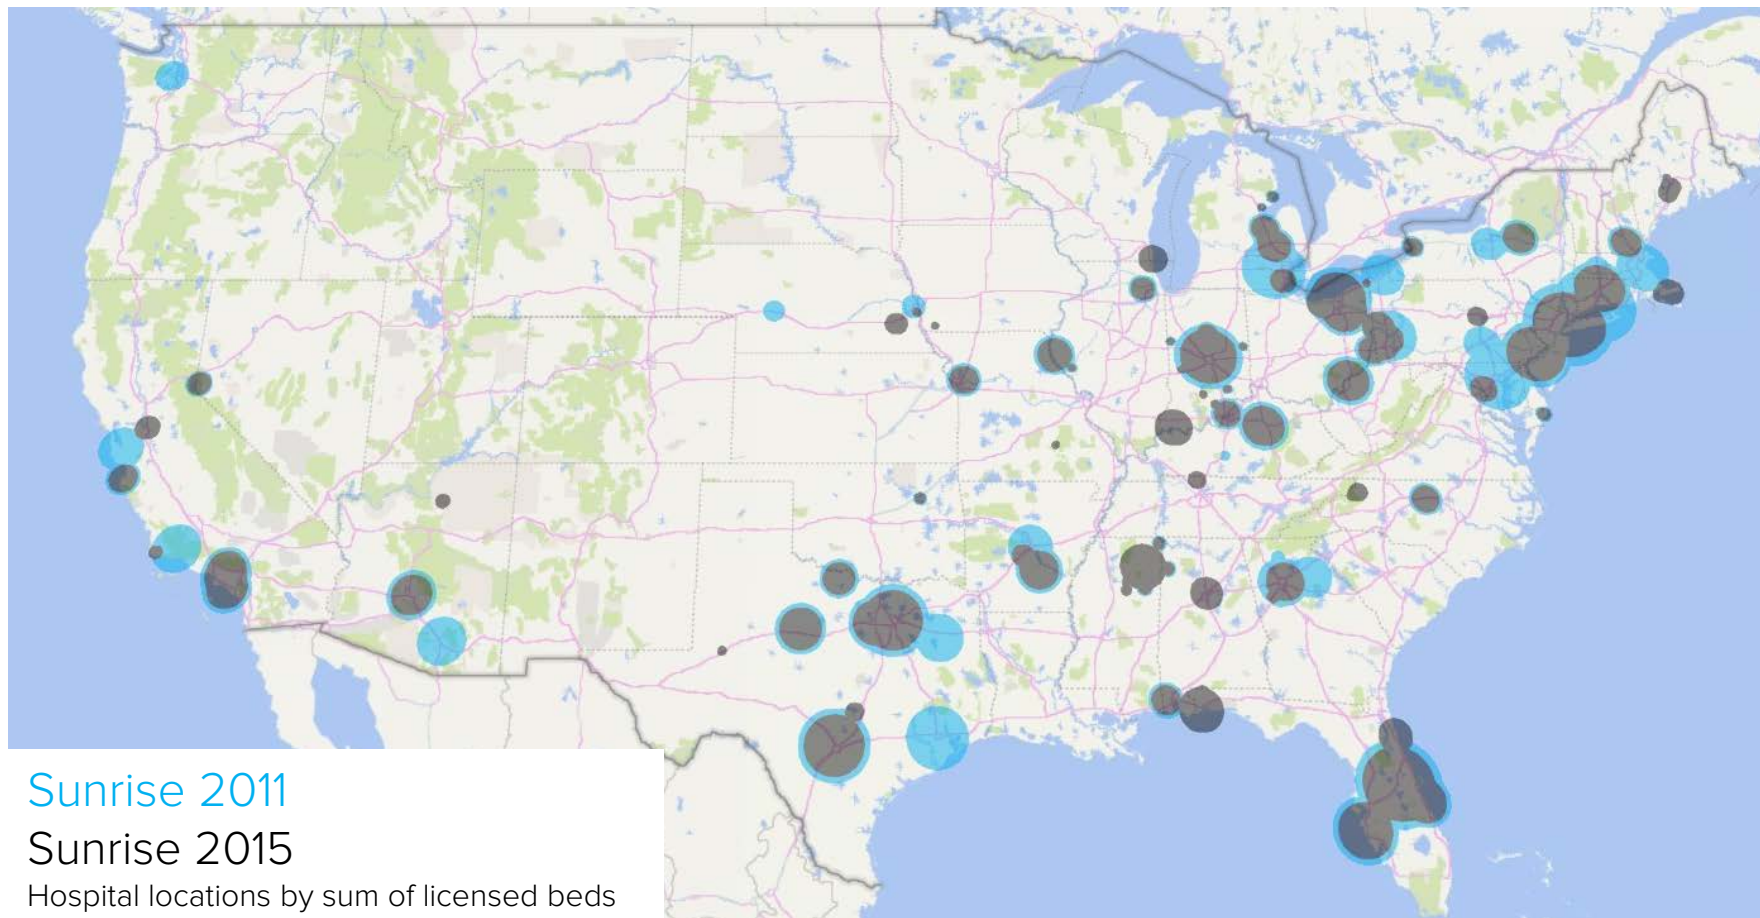 Sunrise 2011
Sunrise 2015
Hospital locations by sum of licensed beds